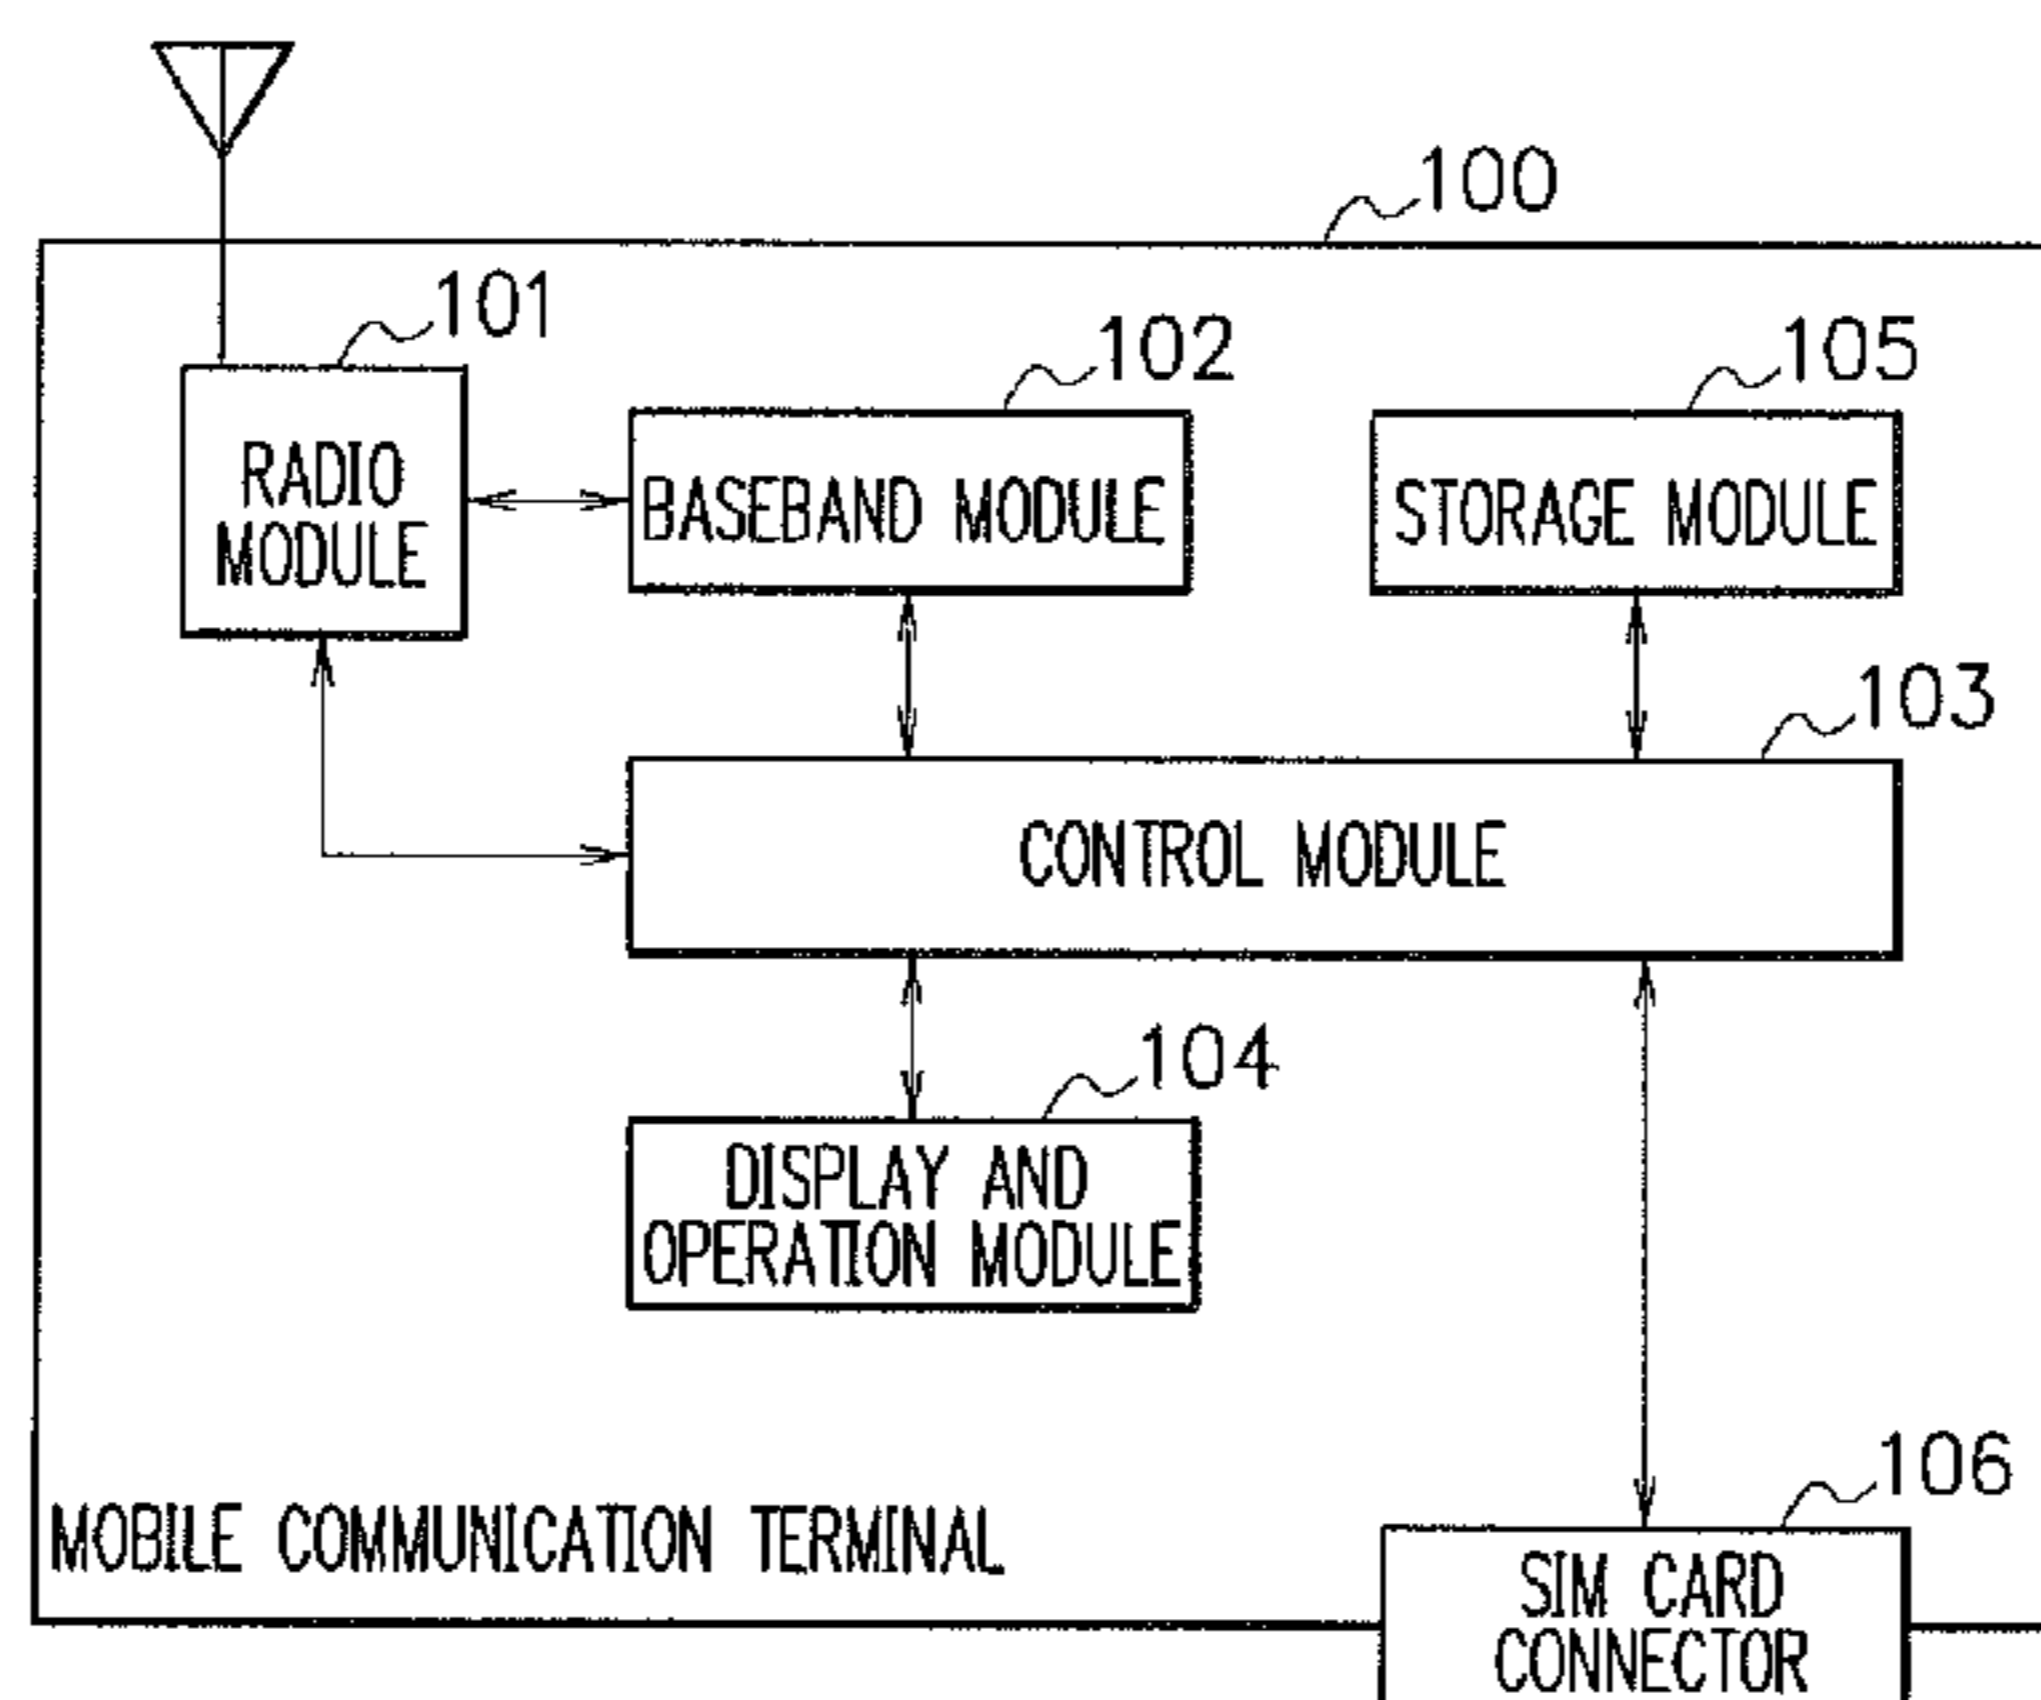 100
101
102
105
RADIO
MODULE
BASEBAND MODULE
STORAGE MODULE
103
CONTROL MODULE
104
DISPLAY AND
OPERATION MODULE
106
MOBILE COMMUNICATION TERMINAL
SIM CARD
CONNECTOR